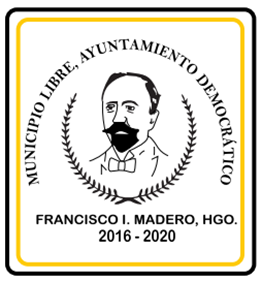 MUNICIPIO LIBRE, AYUNTAMIENTO DEMOCRÁTICO
FRANCISCO I. MADERO, HGO.
2016 - 2020